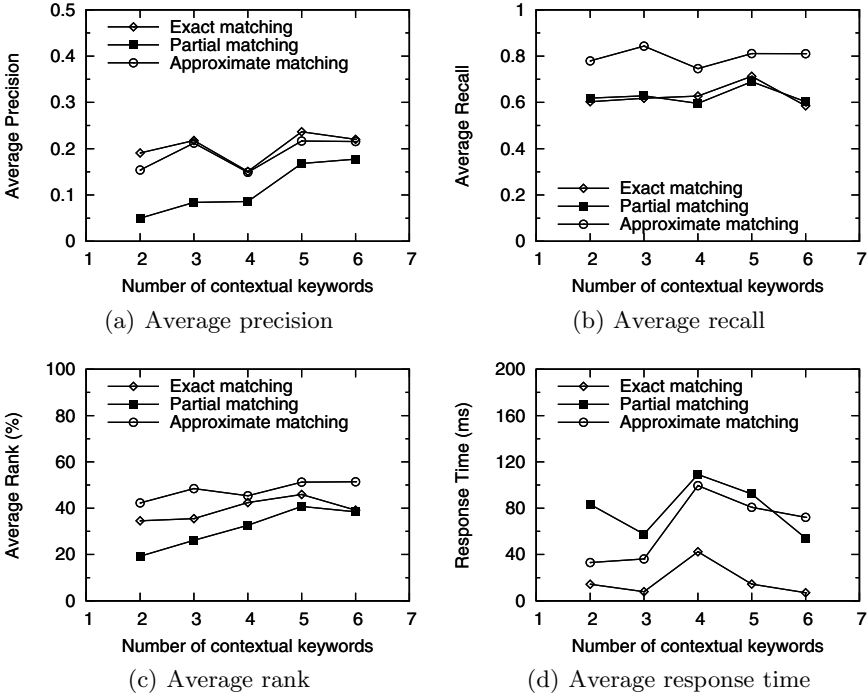 0.5
0.4
0.3
0.2
0.1
0
Average Precision
Exact matching
Partial matching
Approximate matching
1 2 3 4 5 6 7
Number of contextual keywords
(a) Average precision
1
0.8
0.6
0.4
0.2
0
Average Recall
Exact matching
Partial matching
Approximate matching
1 2 3 4 5 6 7
Number of contextual keywords
(b) Average recall
100
80
60
40
20
0
Average Rank (%)
Exact matching
Partial matching
Approximate matching
1 2 3 4 5 6 7
Number of contextual keywords
(c) Average rank
200
160
120
80
40
0
Response Time (ms)
Exact matching
Partial matching
Approximate matching
1 2 3 4 5 6 7
Number of contextual keywords
(d) Average response time